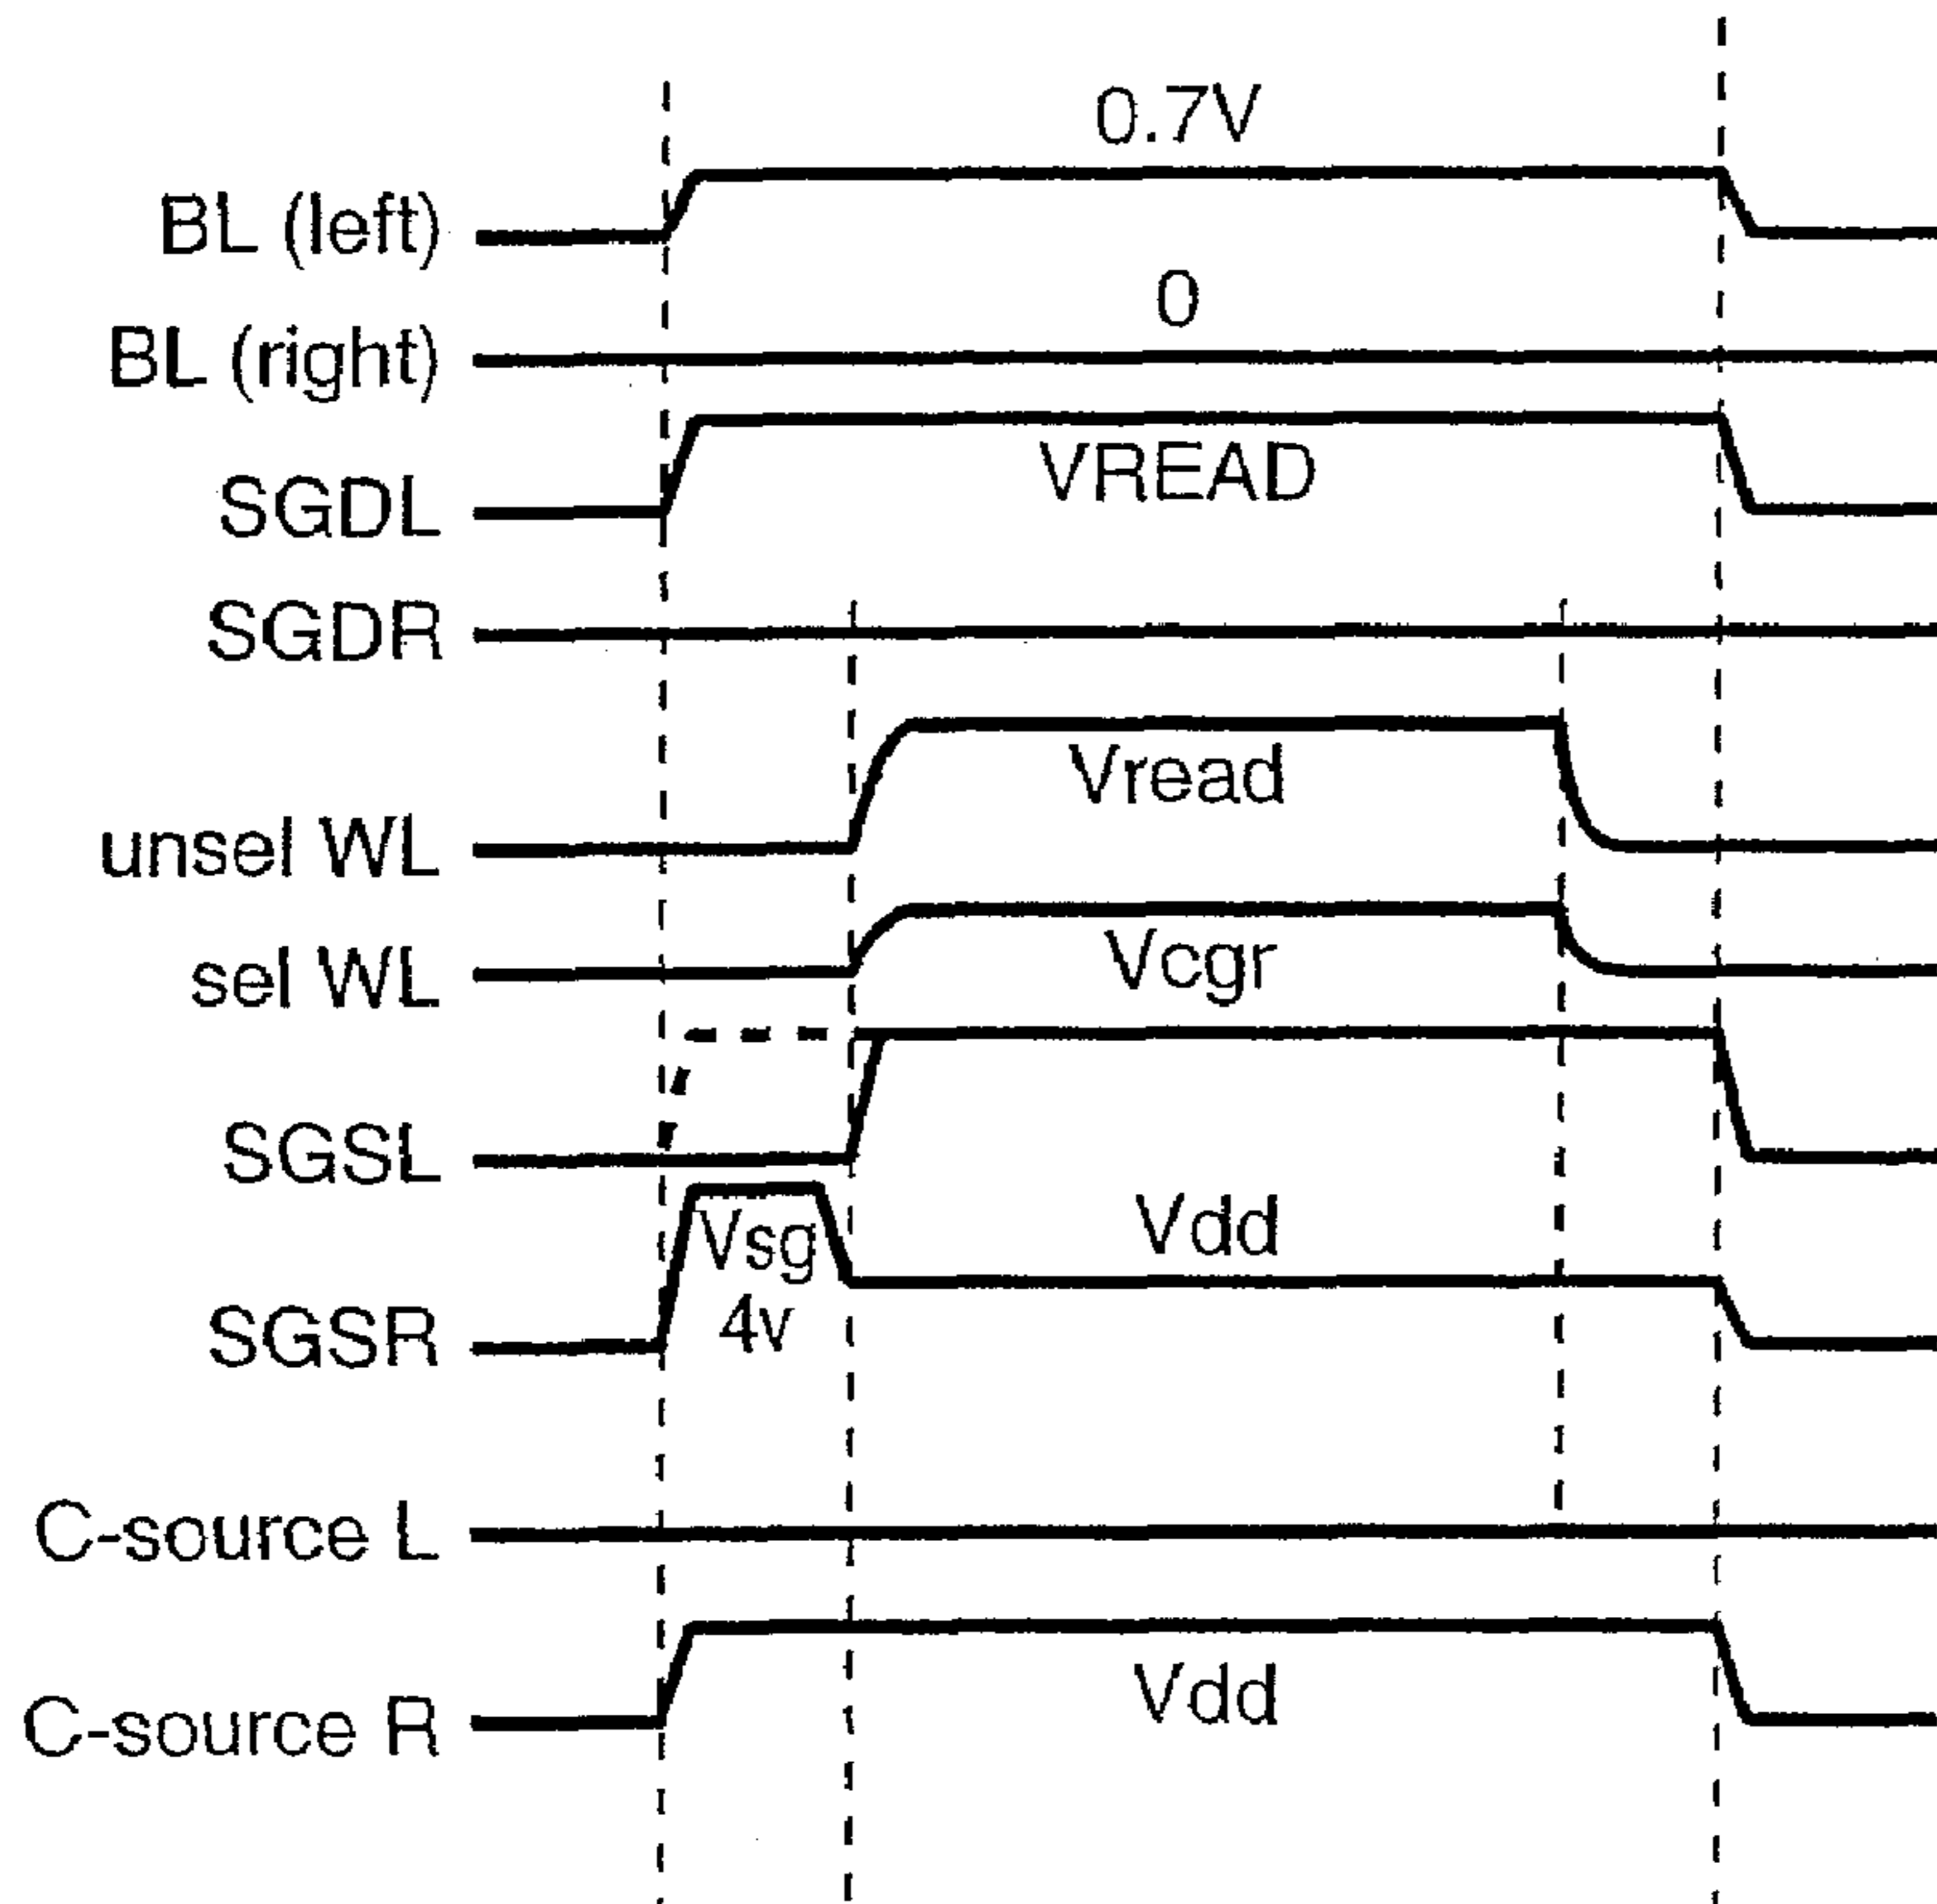 0.7V
BL (left)
0
BL (right)
VREAD
SGDL
SGDR
Vread
unsel WL
Vcgr
sel WL
SGSL
Vsg
4v
Vdd
SGSR
C-source L
Vdd
C-source R